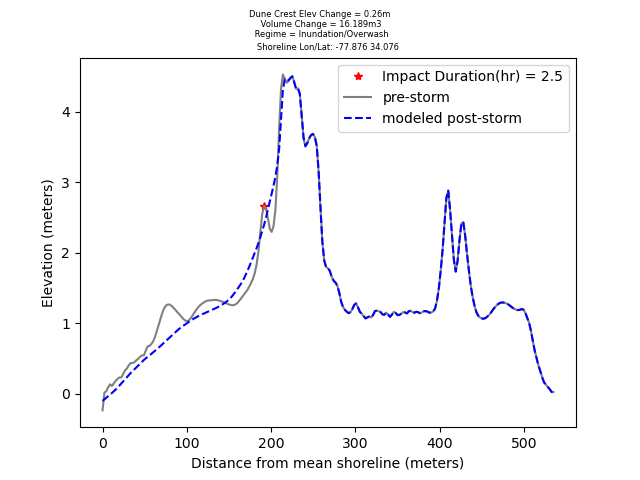 Dune Crest Elev Change = 0.26m
Volume Change = 16.189m3
Regime = Inundation/Overwash
Shoreline Lon/Lat: -77.876 34.076
Impact Duration(hr) = 2.5
pre-storm
modeled post-storm
Elevation (meters)
4
3
2
1
0
0 100 200 300 400 500
Distance from mean shoreline (meters)